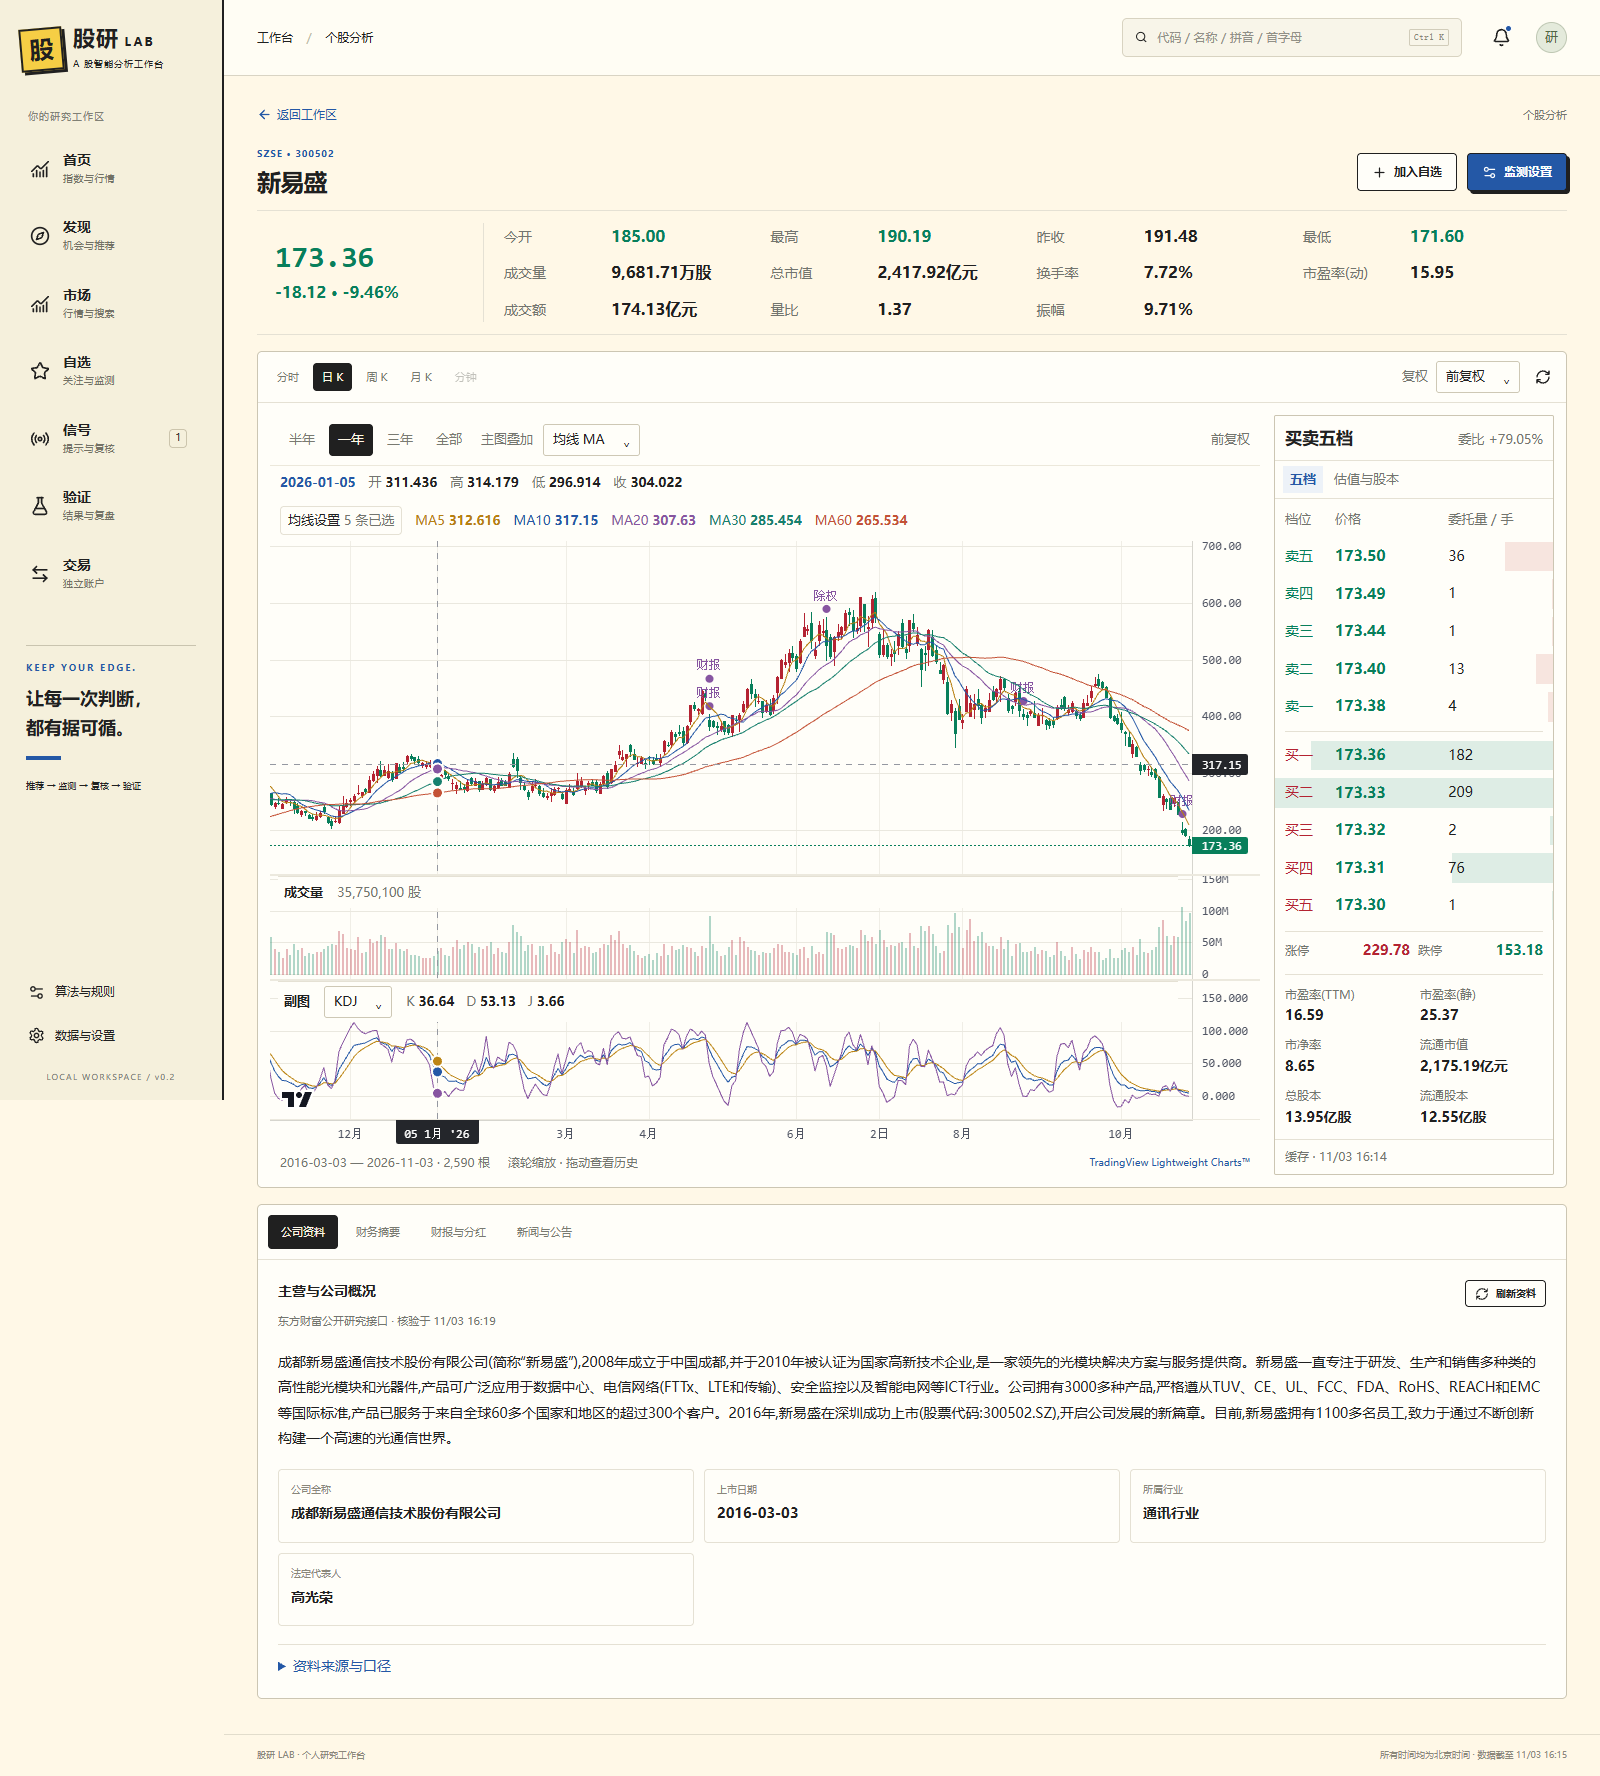 股
股研 LAB
A 股智能分析工作台
你的研究工作区
首页
指数与行情
发现
机会与推荐
市场
行情与搜索
自选
关注与监测
信号
提示与复核
1
验证
结果与复盘
交易
独立账户
KEEP YOUR EDGE.
让每一次判断，
都有据可循。
推荐 → 监测 → 复核 → 验证
算法与规则
数据与设置
LOCAL WORKSPACE / v0.2
工作台 / 个股分析
代码 / 名称 / 拼音 / 首字母
Ctrl K
研
返回工作区
个股分析
SZSE • 300502
新易盛
加入自选
监测设置
173.36
-18.12 • -9.46%
今开 185.00 最高 190.19 昨收 191.48 最低 171.60
成交量 9,681.71万股 总市值 2,417.92亿元 换手率 7.72% 市盈率(动) 15.95
成交额 174.13亿元 量比 1.37 振幅 9.71%
分时 日 K 周 K 月 K 分钟
复权 前复权
半年 一年 三年 全部 主图叠加 均线 MA
前复权
2026-01-05 开 311.436 高 314.179 低 296.914 收 304.022
均线设置 5 条已选 MA5 312.616 MA10 317.15 MA20 307.63 MA30 285.454 MA60 265.534
700.00
600.00
500.00
400.00
317.15
200.00
173.36
除权
财报
财报
财报
财报
成交量 35,750,100 股
150M
100M
50M
0
副图 KDJ K 36.64 D 53.13 J 3.66
150.000
100.000
50.000
0.000
12月 05 1月 '26 3月 4月 6月 2日 8月 10月
2016-03-03 — 2026-11-03 · 2,590 根 滚轮缩放 · 拖动查看历史
TradingView Lightweight Charts™
买卖五档 委比 +79.05%
五档 估值与股本
档位 价格 委托量 / 手
卖五 173.50 36
卖四 173.49 1
卖三 173.44 1
卖二 173.40 13
卖一 173.38 4
买一 173.36 182
买二 173.33 209
买三 173.32 2
买四 173.31 76
买五 173.30 1
涨停 229.78 跌停 153.18
市盈率(TTM) 市盈率(静)
16.59 25.37
市净率 流通市值
8.65 2,175.19亿元
总股本 流通股本
13.95亿股 12.55亿股
缓存 · 11/03 16:14
公司资料 财务摘要 财报与分红 新闻与公告
主营与公司概况
刷新资料
东方财富公开研究接口 · 核验于 11/03 16:19
成都新易盛通信技术股份有限公司(简称“新易盛”),2008年成立于中国成都,并于2010年被认证为国家高新技术企业,是一家领先的光模块解决方案与服务提供商。新易盛一直专注于研发、生产和销售多种类的
高性能光模块和光器件,产品可广泛应用于数据中心、电信网络(FTTx、LTE和传输)、安全监控以及智能电网等ICT行业。公司拥有3000多种产品,严格遵从TUV、CE、UL、FCC、FDA、RoHS、REACH和EMC
等国际标准,产品已服务于来自全球60多个国家和地区的超过300个客户。2016年,新易盛在深圳成功上市(股票代码:300502.SZ),开启公司发展的新篇章。目前,新易盛拥有1100多名员工,致力于通过不断创新
构建一个高速的光通信世界。
公司全称
成都新易盛通信技术股份有限公司
上市日期
2016-03-03
所属行业
通讯行业
法定代表人
高光荣
资料来源与口径
股研 LAB · 个人研究工作台
所有时间均为北京时间 · 数据截至 11/03 16:15